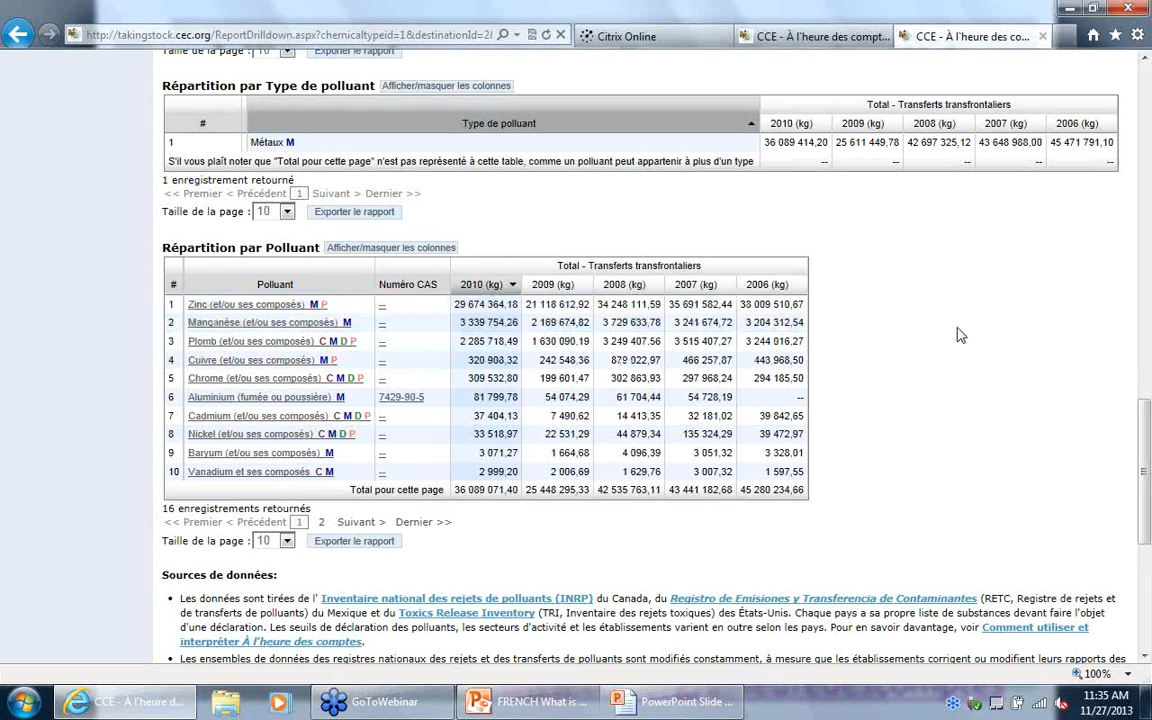 http://takingstock.cec.org/ReportDrilldown.aspx?chemicaltypeid=1&destinationId=2
Citrix Online
CCE - À l'heure des compt...
CCE - À l'heure des co...
Taille de la page : 10 Exporter le rapport
Répartition par Type de polluant Afficher/masquer les colonnes
Total - Transferts transfrontaliers
# Type de polluant 2010 (kg) 2009 (kg) 2008 (kg) 2007 (kg) 2006 (kg)
1 Métaux M 36 089 414,20 25 611 449,78 42 697 325,12 43 648 988,00 45 471 791,10
S'il vous plaît noter que "Total pour cette page" n'est pas représenté à cette table, comme un polluant peut appartenir à plus d'un type -- -- -- -- --
1 enregistrement retourné
<< Premier < Précédent 1 Suivant > Dernier >>
Taille de la page : 10 Exporter le rapport
Répartition par Polluant Afficher/masquer les colonnes
Total - Transferts transfrontaliers
# Polluant Numéro CAS 2010 (kg) 2009 (kg) 2008 (kg) 2007 (kg) 2006 (kg)
1 Zinc (et/ou ses composés) M P -- 29 674 364,18 21 118 612,92 34 248 111,59 35 691 582,44 38 009 510,67
2 Manganèse (et/ou ses composés) M -- 3 339 754,26 2 169 674,82 3 729 633,78 3 241 674,72 3 204 312,54
3 Plomb (et/ou ses composés) C M D P -- 2 285 718,49 1 630 090,19 3 249 407,56 3 515 407,27 3 244 016,27
4 Cuivre (et/ou ses composés) M P -- 320 908,32 242 548,36 879 022,97 466 257,87 443 968,50
5 Chrome (et/ou ses composés) C M D P -- 309 532,80 199 601,47 302 863,93 297 968,24 294 185,50
6 Aluminium (fumée ou poussière) M 7429-90-5 81 799,78 54 074,29 61 704,44 54 728,19 --
7 Cadmium (et/ou ses composés) C M D P -- 37 404,13 7 490,62 14 413,35 32 181,02 39 842,65
8 Nickel (et/ou ses composés) C M D P -- 33 518,97 22 531,29 44 879,34 135 324,29 39 472,97
9 Baryum (et/ou ses composés) M -- 3 071,27 1 664,68 4 096,39 3 051,32 3 328,01
10 Vanadium et ses composés C M -- 2 999,20 2 006,69 1 629,76 3 007,32 1 597,55
Total pour cette page 36 089 071,40 25 448 295,33 42 535 763,11 43 441 182,68 45 280 234,66
16 enregistrements retournés
<< Premier < Précédent 1 2 Suivant > Dernier >>
Taille de la page : 10 Exporter le rapport
Sources de données:
• Les données sont tirées de l' Inventaire national des rejets de polluants (INRP) du Canada, du Registro de Emisiones y Transferencia de Contaminantes (RETC, Registre de rejets et
de transferts de polluants) du Mexique et du Toxics Release Inventory (TRI, Inventaire des rejets toxiques) des États-Unis. Chaque pays a sa propre liste de substances devant faire l'objet
d'une déclaration. Les seuils de déclaration des polluants, les secteurs d'activité et les établissements varient en outre selon les pays. Pour en savoir davantage, voir Comment utiliser et
interpréter À l'heure des comptes.
• Les ensembles de données des registres nationaux des rejets et des transferts de polluants sont modifiés constamment, à mesure que les établissements corrigent ou modifient leurs rapports des
100%
CCE - À l'heure d...
GoToWebinar
FRENCH What is ...
PowerPoint Slide ...
11:35 AM
11/27/2013